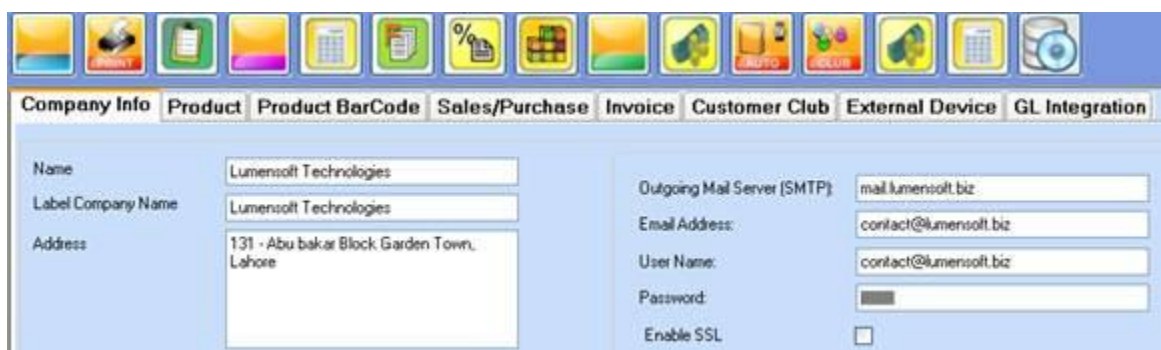 PRINT
%
AUTO
CLUB
Company Info Product Product BarCode Sales/Purchase Invoice Customer Club External Device GL Integration
Name Lumensoft Technologies
Label Company Name Lumensoft Technologies
Address 131 - Abu bakar Block Garden Town,
Lahore
Outgoing Mail Server (SMTP): mail.lumensoft.biz
Email Address: contact@lumensoft.biz
User Name: contact@lumensoft.biz
Password:
Enable SSL